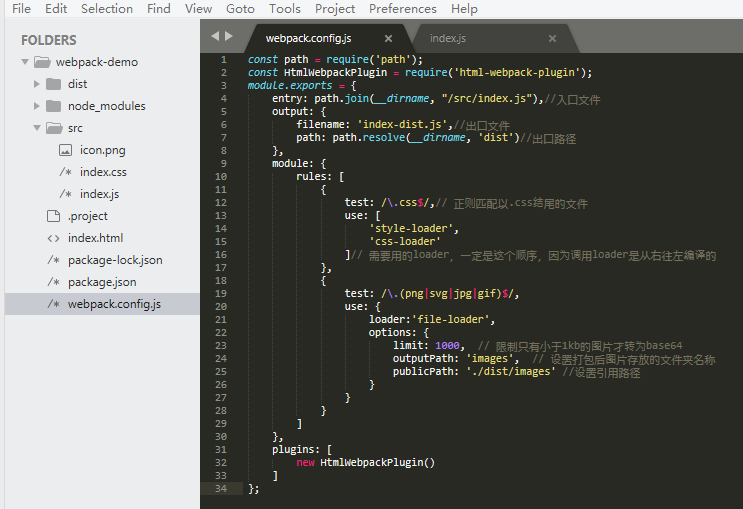 File Edit Selection Find View Goto Tools Project Preferences Help
FOLDERS
webpack-demo
dist
node_modules
src
icon.png
index.css
index.js
.project
index.html
package-lock.json
package.json
webpack.config.js
webpack.config.js × index.js ×
1 const path = require('path');
2 const HtmlWebpackPlugin = require('html-webpack-plugin');
3 module.exports = {
4 entry: path.join(__dirname, "/src/index.js"),//入口文件
5 output: {
6 filename: 'index-dist.js',//出口文件
7 path: path.resolve(__dirname, 'dist')//出口路径
8 },
9 module: {
10 rules: [
11 {
12 test: /\.css$/,// 正则匹配以.css结尾的文件
13 use: [
14 'style-loader',
15 'css-loader'
16 ]// 需要用的loader，一定是这个顺序，因为调用loader是从右往左编译的
17 },
18 {
19 test: /\.(png|svg|jpg|gif)$/,
20 use: {
21 loader:'file-loader',
22 options: {
23 limit: 1000, // 限制只有小于1kb的图片才转为base64
24 outputPath: 'images', // 设置打包后图片存放的文件夹名称
25 publicPath: './dist/images' //设置引用路径
26 }
27 }
28 }
29 ]
30 },
31 plugins: [
32 new HtmlWebpackPlugin()
33 ]
34 };